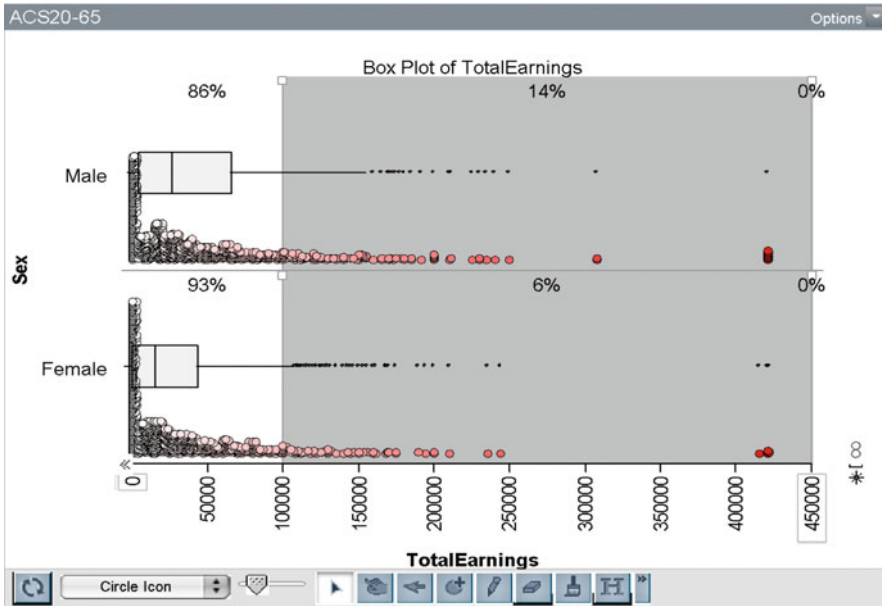 ACS20-65 Options
Box Plot of TotalEarnings
86% 14% 0%
Male
Sex
93% 6% 0%
Female
0 50000 100000 150000 200000 250000 300000 350000 400000 450000
TotalEarnings
Circle Icon